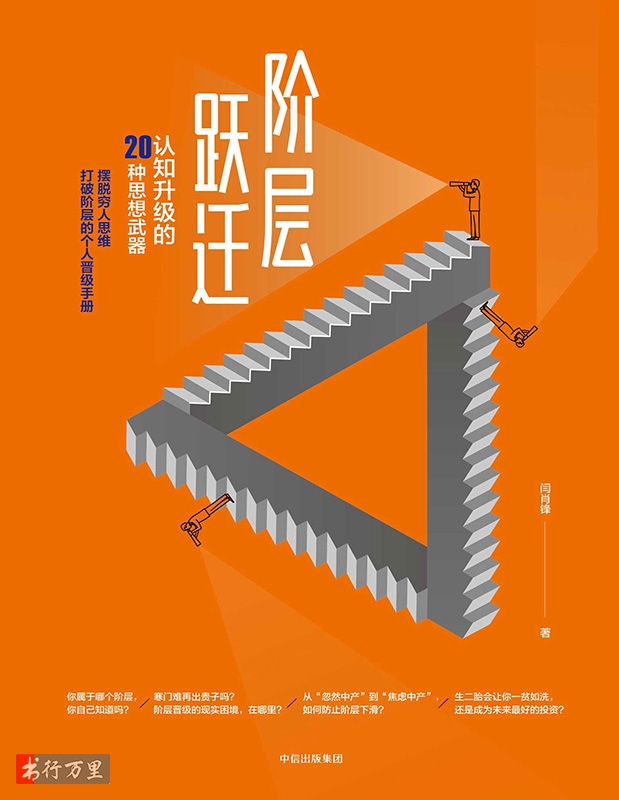 阶层
跃迁
认知升级的
20种思想武器
摆脱穷人思维
打破阶层的个人晋级手册
闫肖锋 著
你属于哪个阶层，
你自己知道吗？
寒门难再出贵子吗？
阶层晋级的现实困境，在哪里？
从“忽然中产”到“焦虑中产”，
如何防止阶层下滑？
生二胎会让你一贫如洗，
还是成为未来最好的投资？
中信出版集团
书行万里